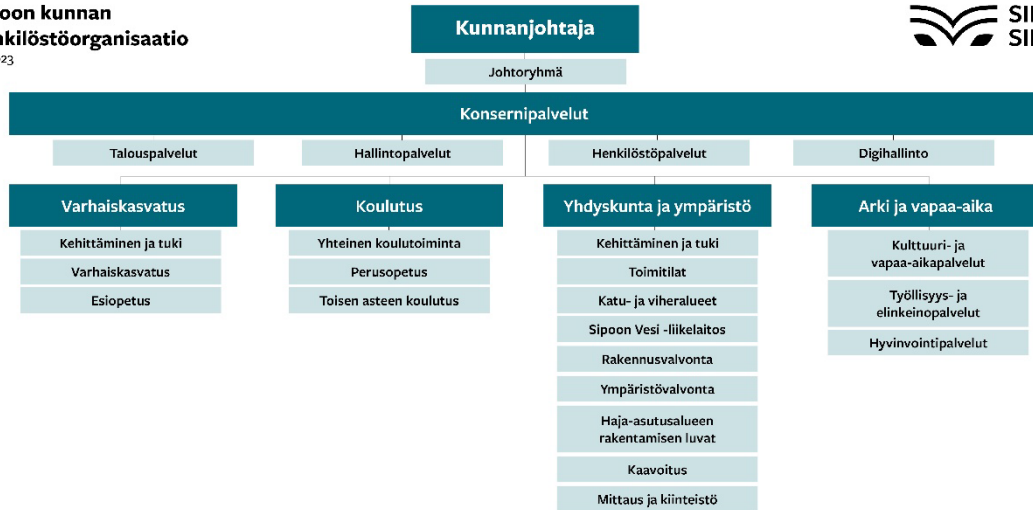 oon kunnan
kilöstöorganisaatio
23
SI
SI
Kunnanjohtaja
Johtoryhmä
Konsernipalvelut
Talouspalvelut
Hallintopalvelut
Henkilöstöpalvelut
Digihallinto
Varhaiskasvatus
Kehittäminen ja tuki
Varhaiskasvatus
Esiopetus
Koulutus
Yhteinen koulutoiminta
Perusopetus
Toisen asteen koulutus
Yhdyskunta ja ympäristö
Kehittäminen ja tuki
Toimitilat
Katu- ja viheralueet
Sipoon Vesi -liikelaitos
Rakennusvalvonta
Ympäristövalvonta
Haja-asutusalueen
rakentamisen luvat
Kaavoitus
Mittaus ja kiinteistö
Arki ja vapaa-aika
Kulttuuri- ja
vapaa-aikapalvelut
Työllisyys- ja
elinkeinopalvelut
Hyvinvointipalvelut